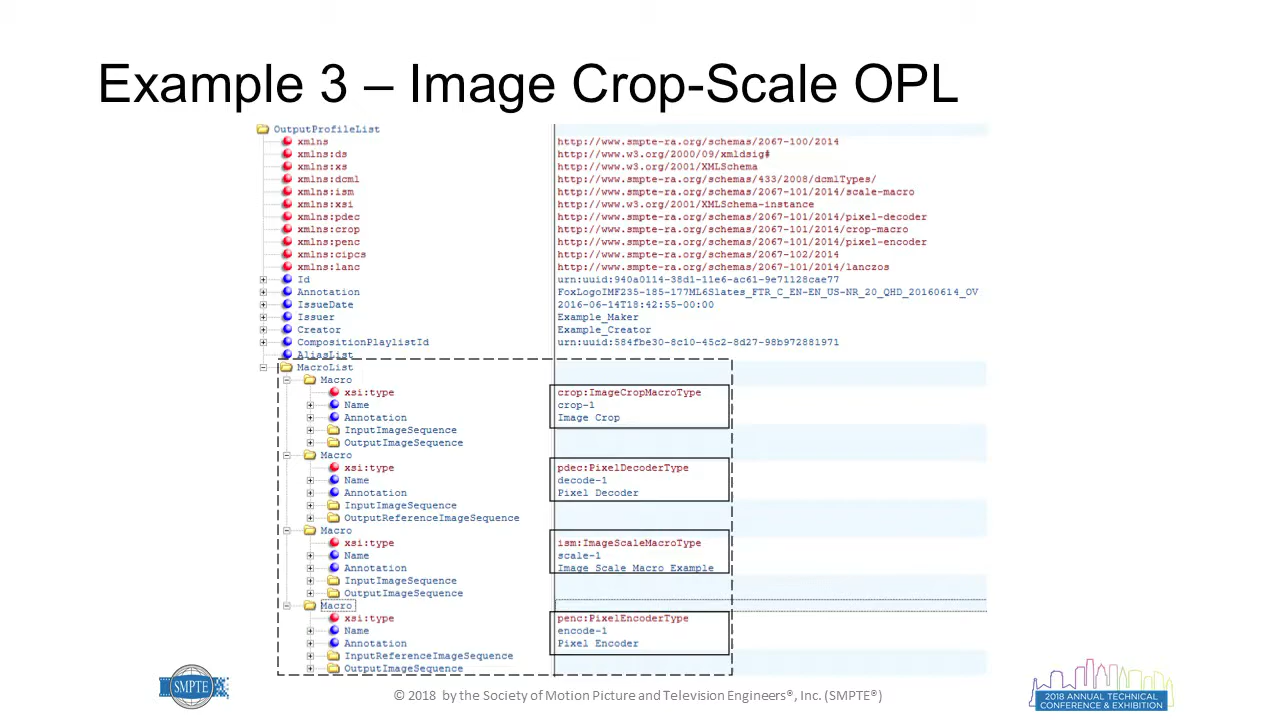 Example 3 – Image Crop-Scale OPL
OutputProfileList
xmlns http://www.smpte-ra.org/schemas/2067-100/2014
xmlns:ds http://www.w3.org/2000/09/xmldsig#
xmlns:xs http://www.w3.org/2001/XMLSchema
xmlns:dcml http://www.smpte-ra.org/schemas/433/2008/dcmlTypes/
xmlns:ism http://www.smpte-ra.org/schemas/2067-101/2014/scale-macro
xmlns:xsi http://www.w3.org/2001/XMLSchema-instance
xmlns:pdec http://www.smpte-ra.org/schemas/2067-101/2014/pixel-decoder
xmlns:crop http://www.smpte-ra.org/schemas/2067-101/2014/crop-macro
xmlns:penc http://www.smpte-ra.org/schemas/2067-101/2014/pixel-encoder
xmlns:cipcs http://www.smpte-ra.org/schemas/2067-102/2014
xmlns:lanc http://www.smpte-ra.org/schemas/2067-101/2014/lanczos
Id urn:uuid:940a0114-38d1-11e6-ac61-9e71128cae77
Annotation FoxLogoIMF235-185-177ML6Slates_FTR_C_EN-EN_US-NR_20_QHD_20160614_OV
IssueDate 2016-06-14T18:42:55-00:00
Issuer Example_Maker
Creator Example_Creator
CompositionPlaylistId urn:uuid:584fbe30-8c10-45c2-8d27-98b972881971
AliasList
MacroList
Macro
xsi:type crop:ImageCropMacroType
Name crop-1
Annotation Image Crop
InputImageSequence
OutputImageSequence
Macro
xsi:type pdec:PixelDecoderType
Name decode-1
Annotation Pixel Decoder
InputImageSequence
OutputReferenceImageSequence
Macro
xsi:type ism:ImageScaleMacroType
Name scale-1
Annotation Image Scale Macro Example
InputImageSequence
OutputImageSequence
Macro
xsi:type penc:PixelEncoderType
Name encode-1
Annotation Pixel Encoder
InputReferenceImageSequence
OutputImageSequence
SMPTE
© 2018 by the Society of Motion Picture and Television Engineers®, Inc. (SMPTE®)
2018 ANNUAL TECHNICAL
CONFERENCE & EXHIBITION